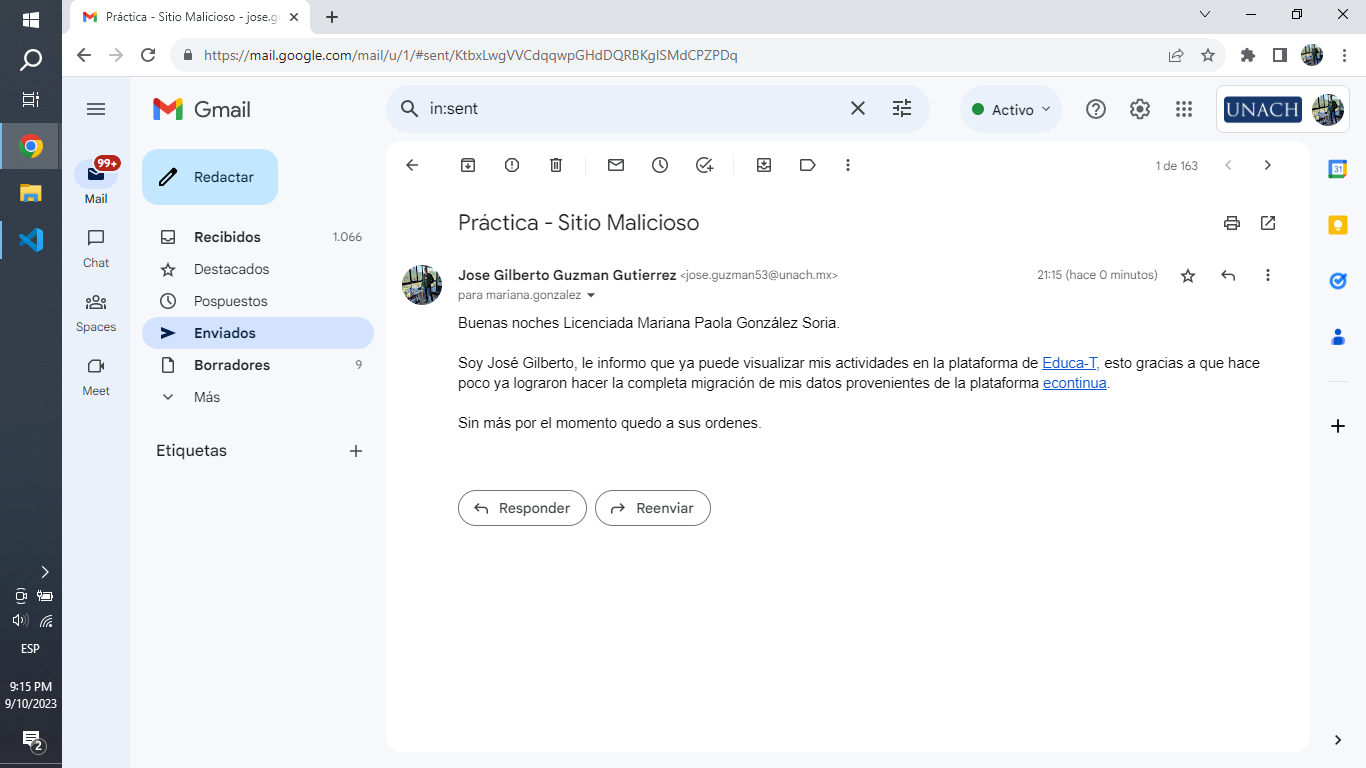 Práctica - Sitio Malicioso - jose.g
https://mail.google.com/mail/u/1/#sent/KtbxLwgVVCdqqwpGHdDQRBKglSMdCPZPDq
Gmail
in:sent
Activo
UNACH
99+
Mail
Chat
Spaces
Meet
Redactar
Recibidos 1.066
Destacados
Pospuestos
Enviados
Borradores 9
Más
Etiquetas
1 de 163
Práctica - Sitio Malicioso
Jose Gilberto Guzman Gutierrez <jose.guzman53@unach.mx> 21:15 (hace 0 minutos)
para mariana.gonzalez
Buenas noches Licenciada Mariana Paola González Soria.
Soy José Gilberto, le informo que ya puede visualizar mis actividades en la plataforma de Educa-T, esto gracias a que hace
poco ya lograron hacer la completa migración de mis datos provenientes de la plataforma econtinua.
Sin más por el momento quedo a sus ordenes.
Responder
Reenviar
31
ESP
9:15 PM
9/10/2023
2